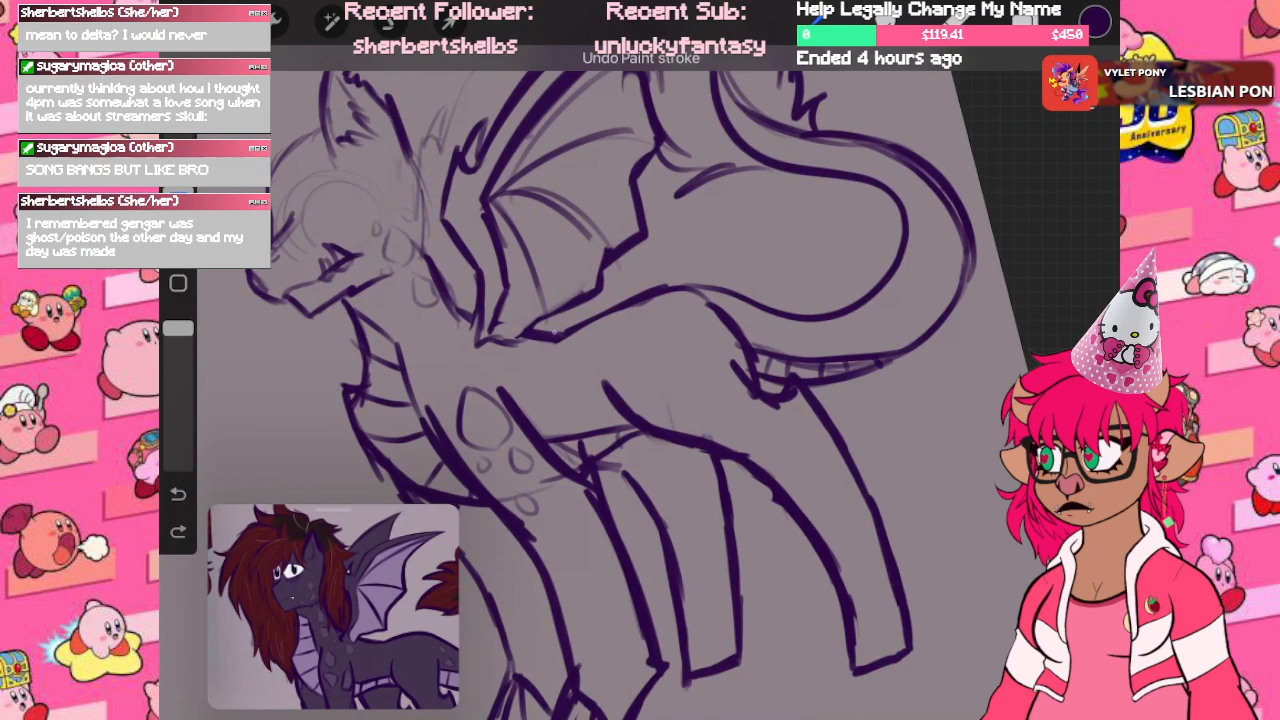 sherbertshelbs (she/her)
mean to delta? I would never
sugarymagica (other)
currently thinking about how i thought
4pm was somewhat a love song when
it was about streamers :skull:
sugarymagica (other)
SONG BANGS BUT LIKE BRO
sherbertshelbs (she/her)
I remembered gengar was
ghost/poison the other day and my
day was made
Recent Follower:
sherbertshelbs
Recent Sub:
unluckyfantasy
Undo Paint stroke
Help Legally Change My Name
0 $119.41 $450
Ended 4 hours ago
VYLET PONY
LESBIAN PON
Anniversary